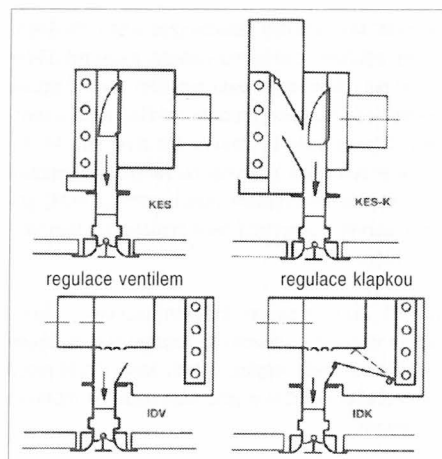 KES
KES-K
regulace ventilem
regulace klapkou
IDV
IDK